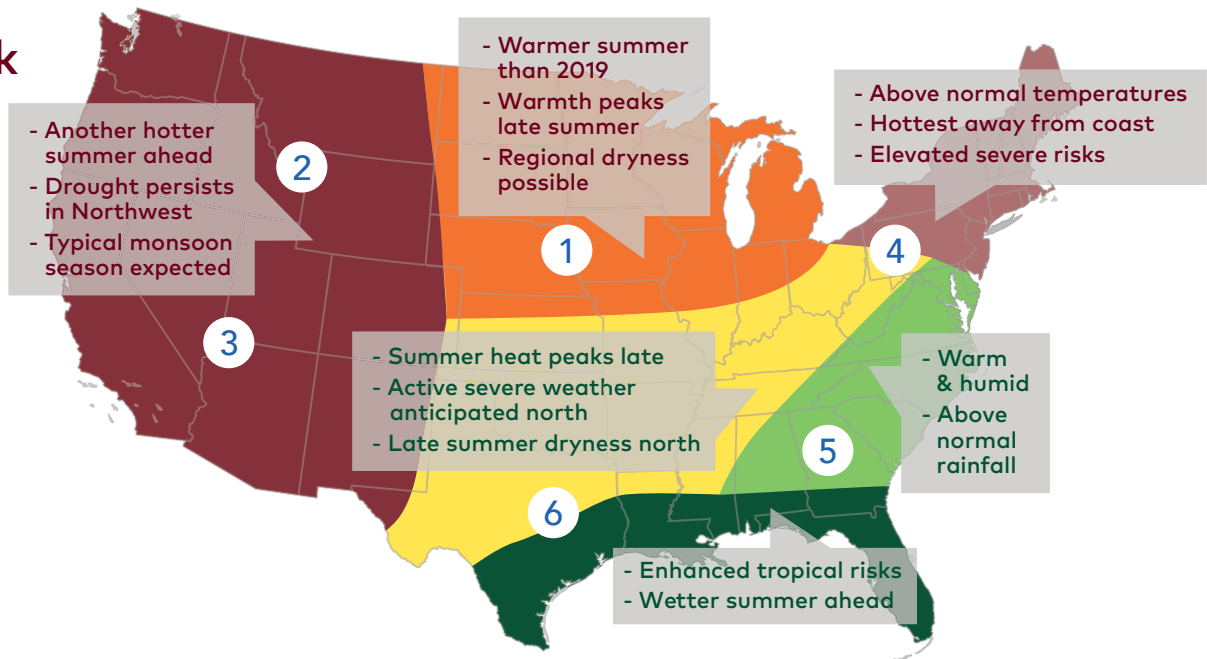 k
- Another hotter
summer ahead
- Drought persists
in Northwest
- Typical monsoon
season expected
- Warmer summer
than 2019
- Warmth peaks
late summer
- Regional dryness
possible
- Above normal temperatures
- Hottest away from coast
- Elevated severe risks
2
1
4
3
- Summer heat peaks late
- Active severe weather
anticipated north
- Late summer dryness north
- Warm
& humid
- Above
normal
rainfall
5
6
- Enhanced tropical risks
- Wetter summer ahead